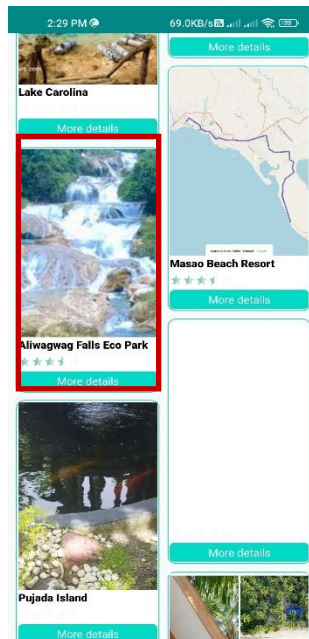 2:29 PM
69.0KB/s
Lake Carolina
More details
Aliwagwag Falls Eco Park
More details
Pujada Island
More details
More details
Masao Beach Resort
More details
More details